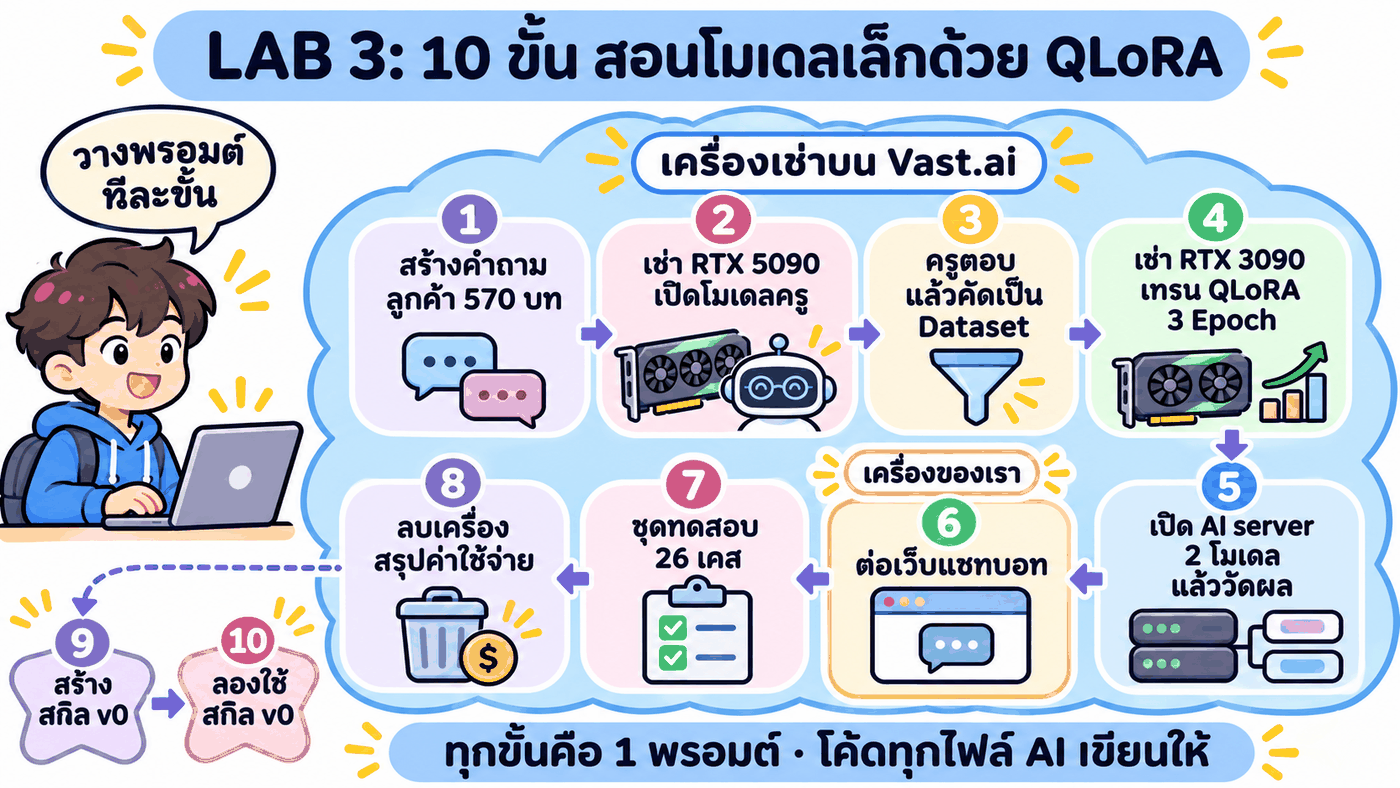 LAB 3: 10 ขั้น สอนโมเดลเล็กด้วย QLoRA
วางพรอมต์
ทีละขั้น
เครื่องเช่าบน Vast.ai
1
สร้างคำถาม
ลูกค้า 570 บท
2
เช่า RTX 5090
เปิดโมเดลครู
3
ครูตอบ
แล้วคัดเป็น
Dataset
4
เช่า RTX 3090
เทรน QLoRA
3 Epoch
5
เปิด AI server
2 โมเดล
แล้ววัดผล
เครื่องของเรา
6
ต่อเว็บแชทบอท
7
ชุดทดสอบ
26 เคส
8
ลบเครื่อง
สรุปค่าใช้จ่าย
$
9
สร้าง
สกิล v0
10
ลองใช้
สกิล v0
ทุกขั้นคือ 1 พรอมต์ · โค้ดทุกไฟล์ AI เขียนให้